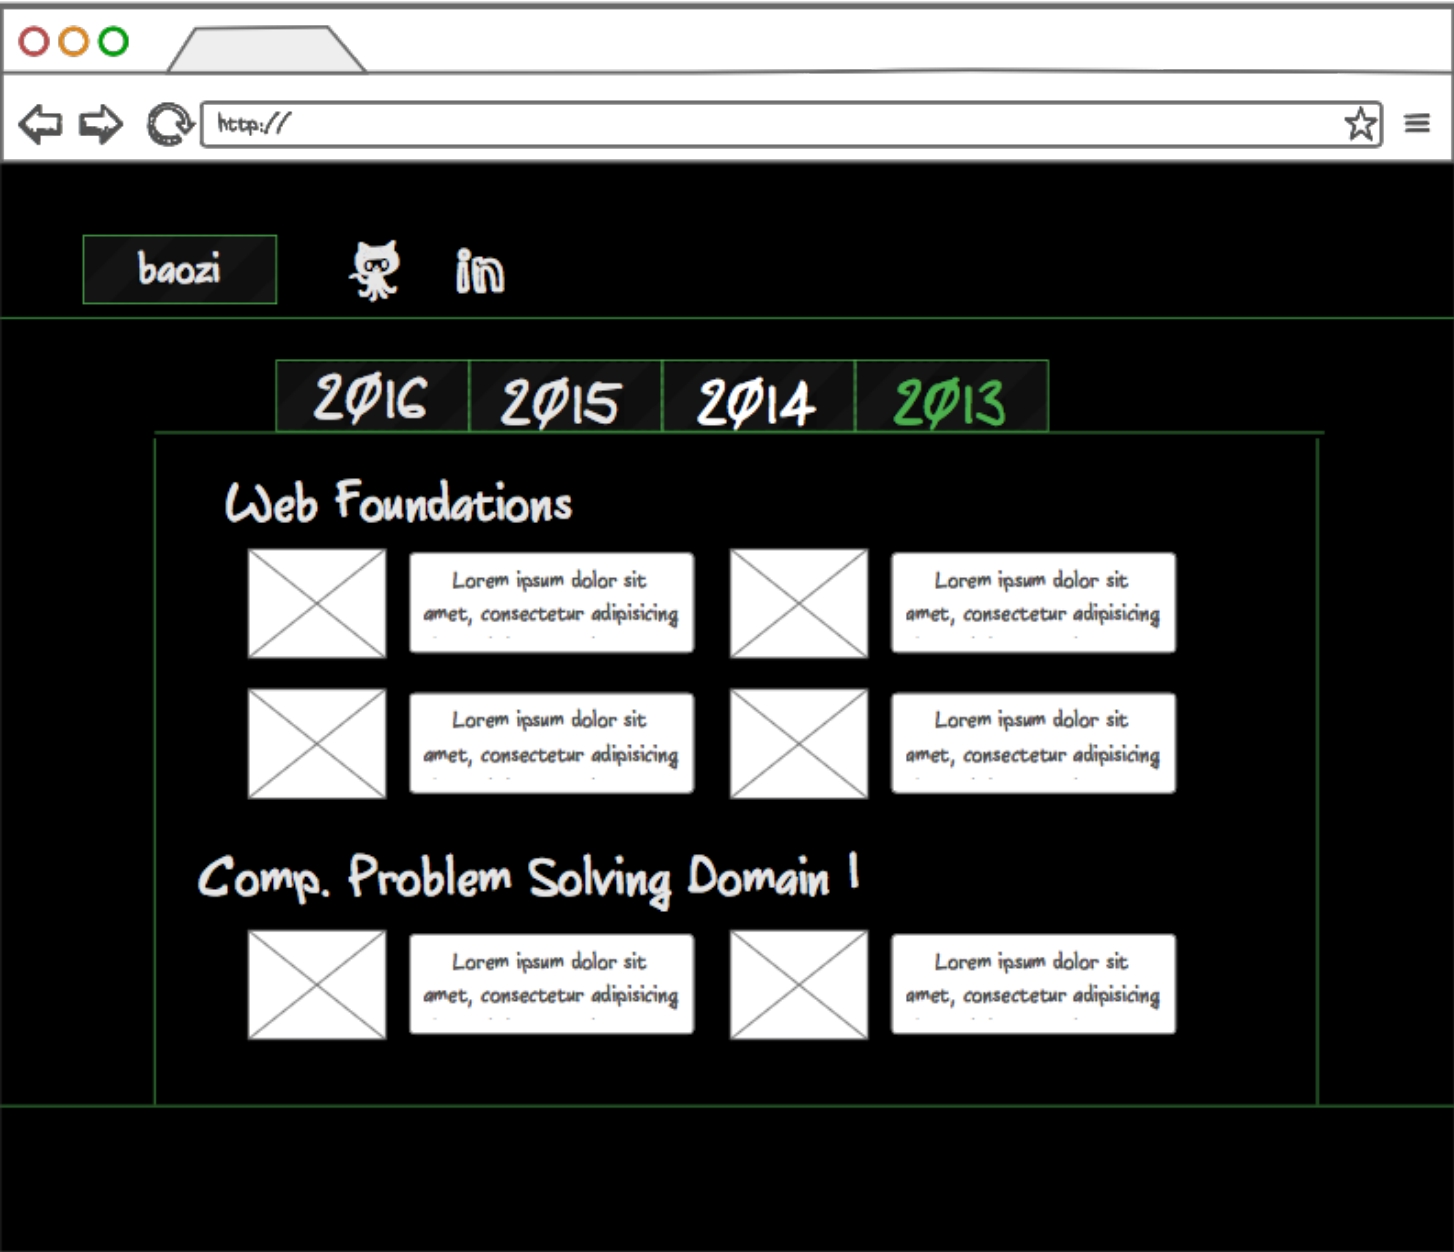 http://
baozi
in
2016 2015 2014 2013
Web Foundations
Lorem ipsum dolor sit
amet, consectetur adipisicing
Lorem ipsum dolor sit
amet, consectetur adipisicing
Lorem ipsum dolor sit
amet, consectetur adipisicing
Lorem ipsum dolor sit
amet, consectetur adipisicing
Comp. Problem Solving Domain 1
Lorem ipsum dolor sit
amet, consectetur adipisicing
Lorem ipsum dolor sit
amet, consectetur adipisicing